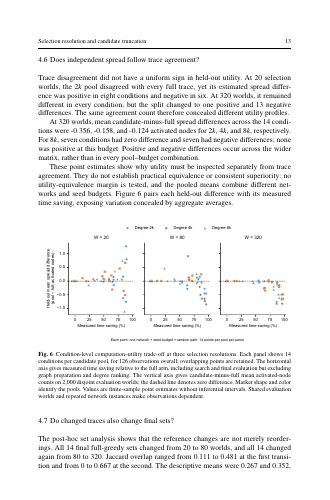 Selection resolution and candidate truncation 13
4.6 Does independent spread follow trace agreement?
Trace disagreement did not have a uniform sign in held-out utility. At 20 selection
worlds, the 2k pool disagreed with every full trace, yet its estimated spread differ-
ence was positive in eight conditions and negative in six. At 320 worlds, it remained
different in every condition, but the split changed to one positive and 13 negative
differences. The same agreement count therefore concealed different utility profiles.
At 320 worlds, mean candidate-minus-full spread differences across the 14 condi-
tions were -0.356, -0.158, and -0.124 activated nodes for 2k, 4k, and 8k, respectively.
For 8k, seven conditions had zero difference and seven had negative differences; none
was positive at this budget. Positive and negative differences occur across the wider
matrix, rather than in every pool–budget combination.
These point estimates show why utility must be inspected separately from trace
agreement. They do not establish practical equivalence or consistent superiority: no
utility-equivalence margin is tested, and the pooled means combine different net-
works and seed budgets. Figure 6 pairs each held-out difference with its measured
time saving, exposing variation concealed by aggregate averages.
Degree 2k Degree 4k Degree 8k
W = 20 W = 80 W = 320
Held-out mean spread difference
(pool − full, activated nodes)
1.0
0.5
0.0
−0.5
−1.0
0 25 50 75 100 0 25 50 75 100 0 25 50 75 100
Measured time saving (%) Measured time saving (%) Measured time saving (%)
Each point: one network × seed budget × random path; 14 points per pool per panel
Fig. 6 Condition-level computation–utility trade-off at three selection resolutions. Each panel shows 14
conditions per candidate pool, for 126 observations overall; overlapping points are retained. The horizontal
axis gives measured time saving relative to the full arm, including search and final evaluation but excluding
graph preparation and degree ranking. The vertical axis gives candidate-minus-full mean activated-node
counts on 2,000 disjoint evaluation worlds; the dashed line denotes zero difference. Marker shape and color
identify the pools. Values are finite-sample point estimates without inferential intervals. Shared evaluation
worlds and repeated network instances make observations dependent.
4.7 Do changed traces also change final sets?
The post-hoc set analysis shows that the reference changes are not merely reorder-
ings. All 14 final full-greedy sets changed from 20 to 80 worlds, and all 14 changed
again from 80 to 320. Jaccard overlap ranged from 0.111 to 0.481 at the first transi-
tion and from 0 to 0.667 at the second. The descriptive means were 0.267 and 0.352,